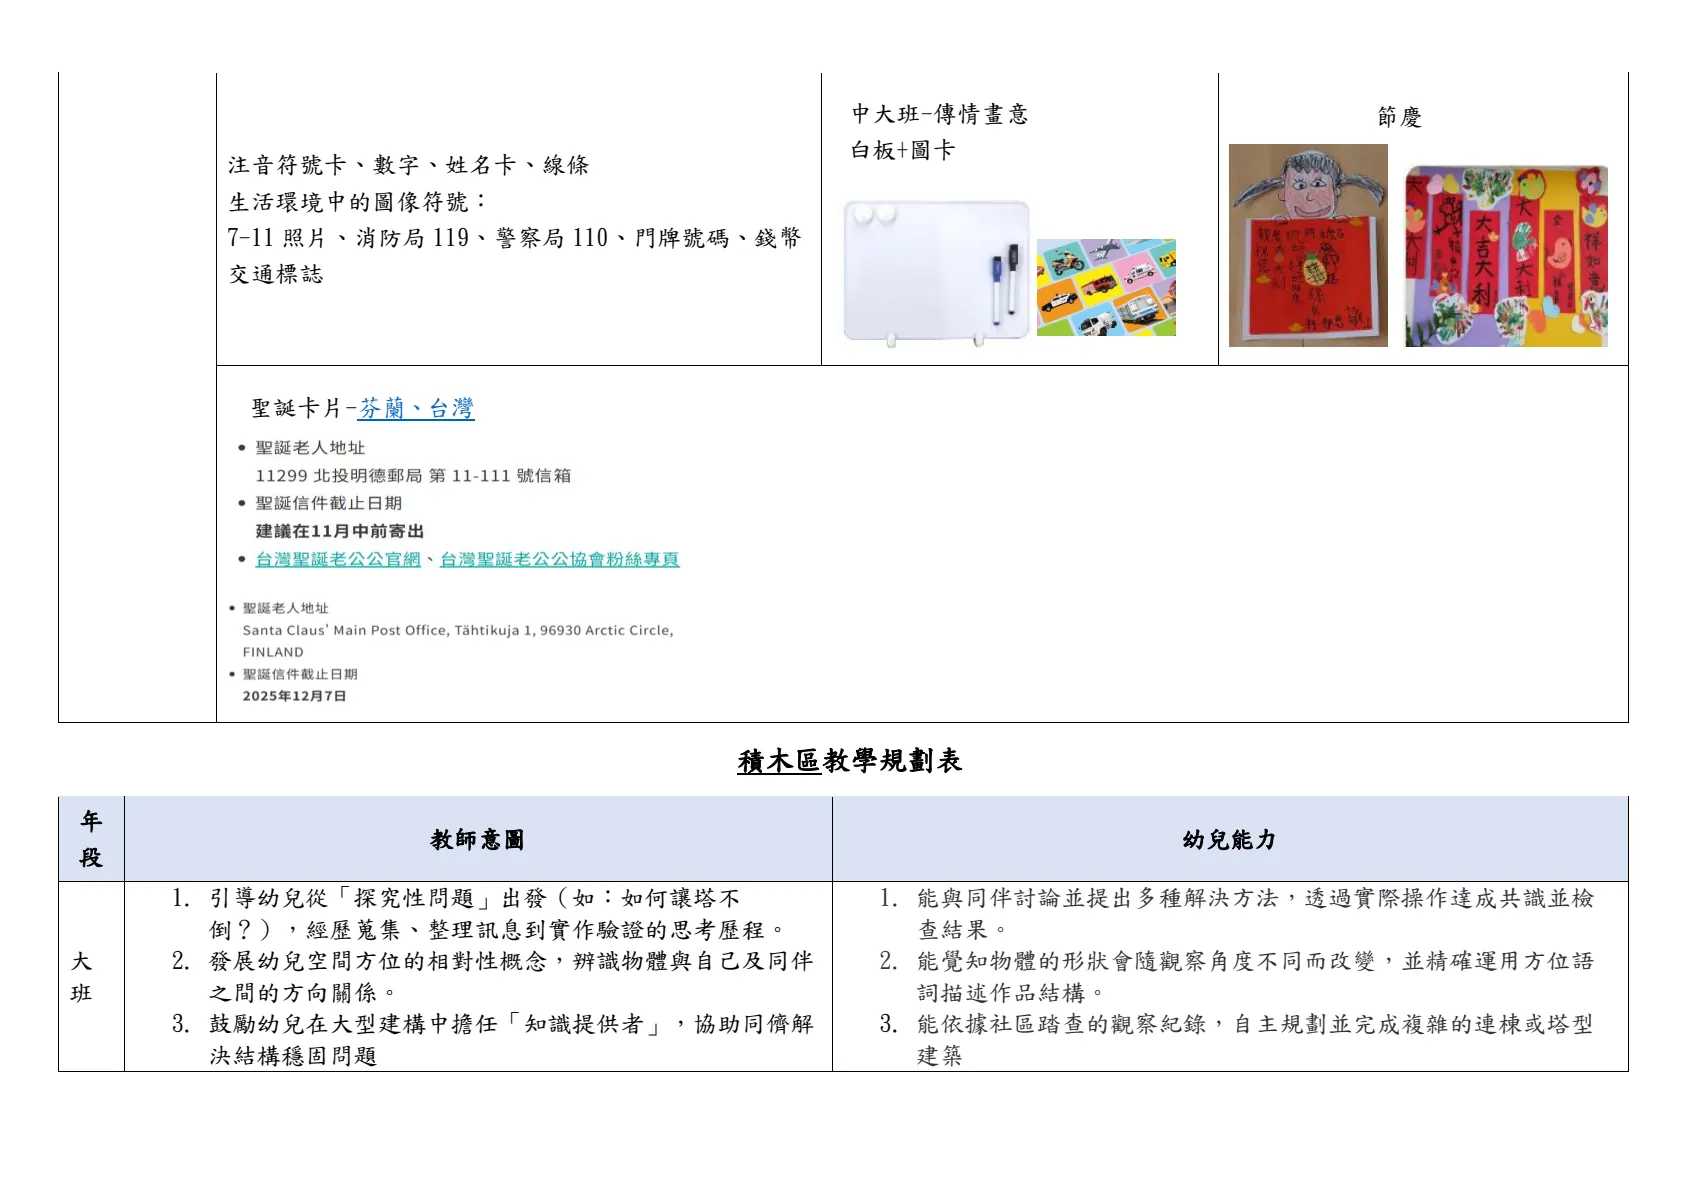 注音符號卡、數字、姓名卡、線條
生活環境中的圖像符號：
7-11 照片、消防局 119、警察局 110、門牌號碼、錢幣
交通標誌
中大班-傳情畫意
白板+圖卡
節慶
大吉大利
聖誕卡片-芬蘭、台灣
• 聖誕老人地址
11299 北投明德郵局 第 11-111 號信箱
• 聖誕信件截止日期
建議在11月中前寄出
• 台灣聖誕老公公官網、台灣聖誕老公公協會粉絲專頁
• 聖誕老人地址
Santa Claus' Main Post Office, Tähtikuja 1, 96930 Arctic Circle,
FINLAND
• 聖誕信件截止日期
2025年12月7日
積木區教學規劃表
年
段
教師意圖
幼兒能力
大
班
1. 引導幼兒從「探究性問題」出發（如：如何讓塔不
倒？），經歷蒐集、整理訊息到實作驗證的思考歷程。
2. 發展幼兒空間方位的相對性概念，辨識物體與自己及同伴
之間的方向關係。
3. 鼓勵幼兒在大型建構中擔任「知識提供者」，協助同儕解
決結構穩固問題
1. 能與同伴討論並提出多種解決方法，透過實際操作達成共識並檢
查結果。
2. 能覺知物體的形狀會隨觀察角度不同而改變，並精確運用方位語
詞描述作品結構。
3. 能依據社區踏查的觀察紀錄，自主規劃並完成複雜的連棟或塔型
建築